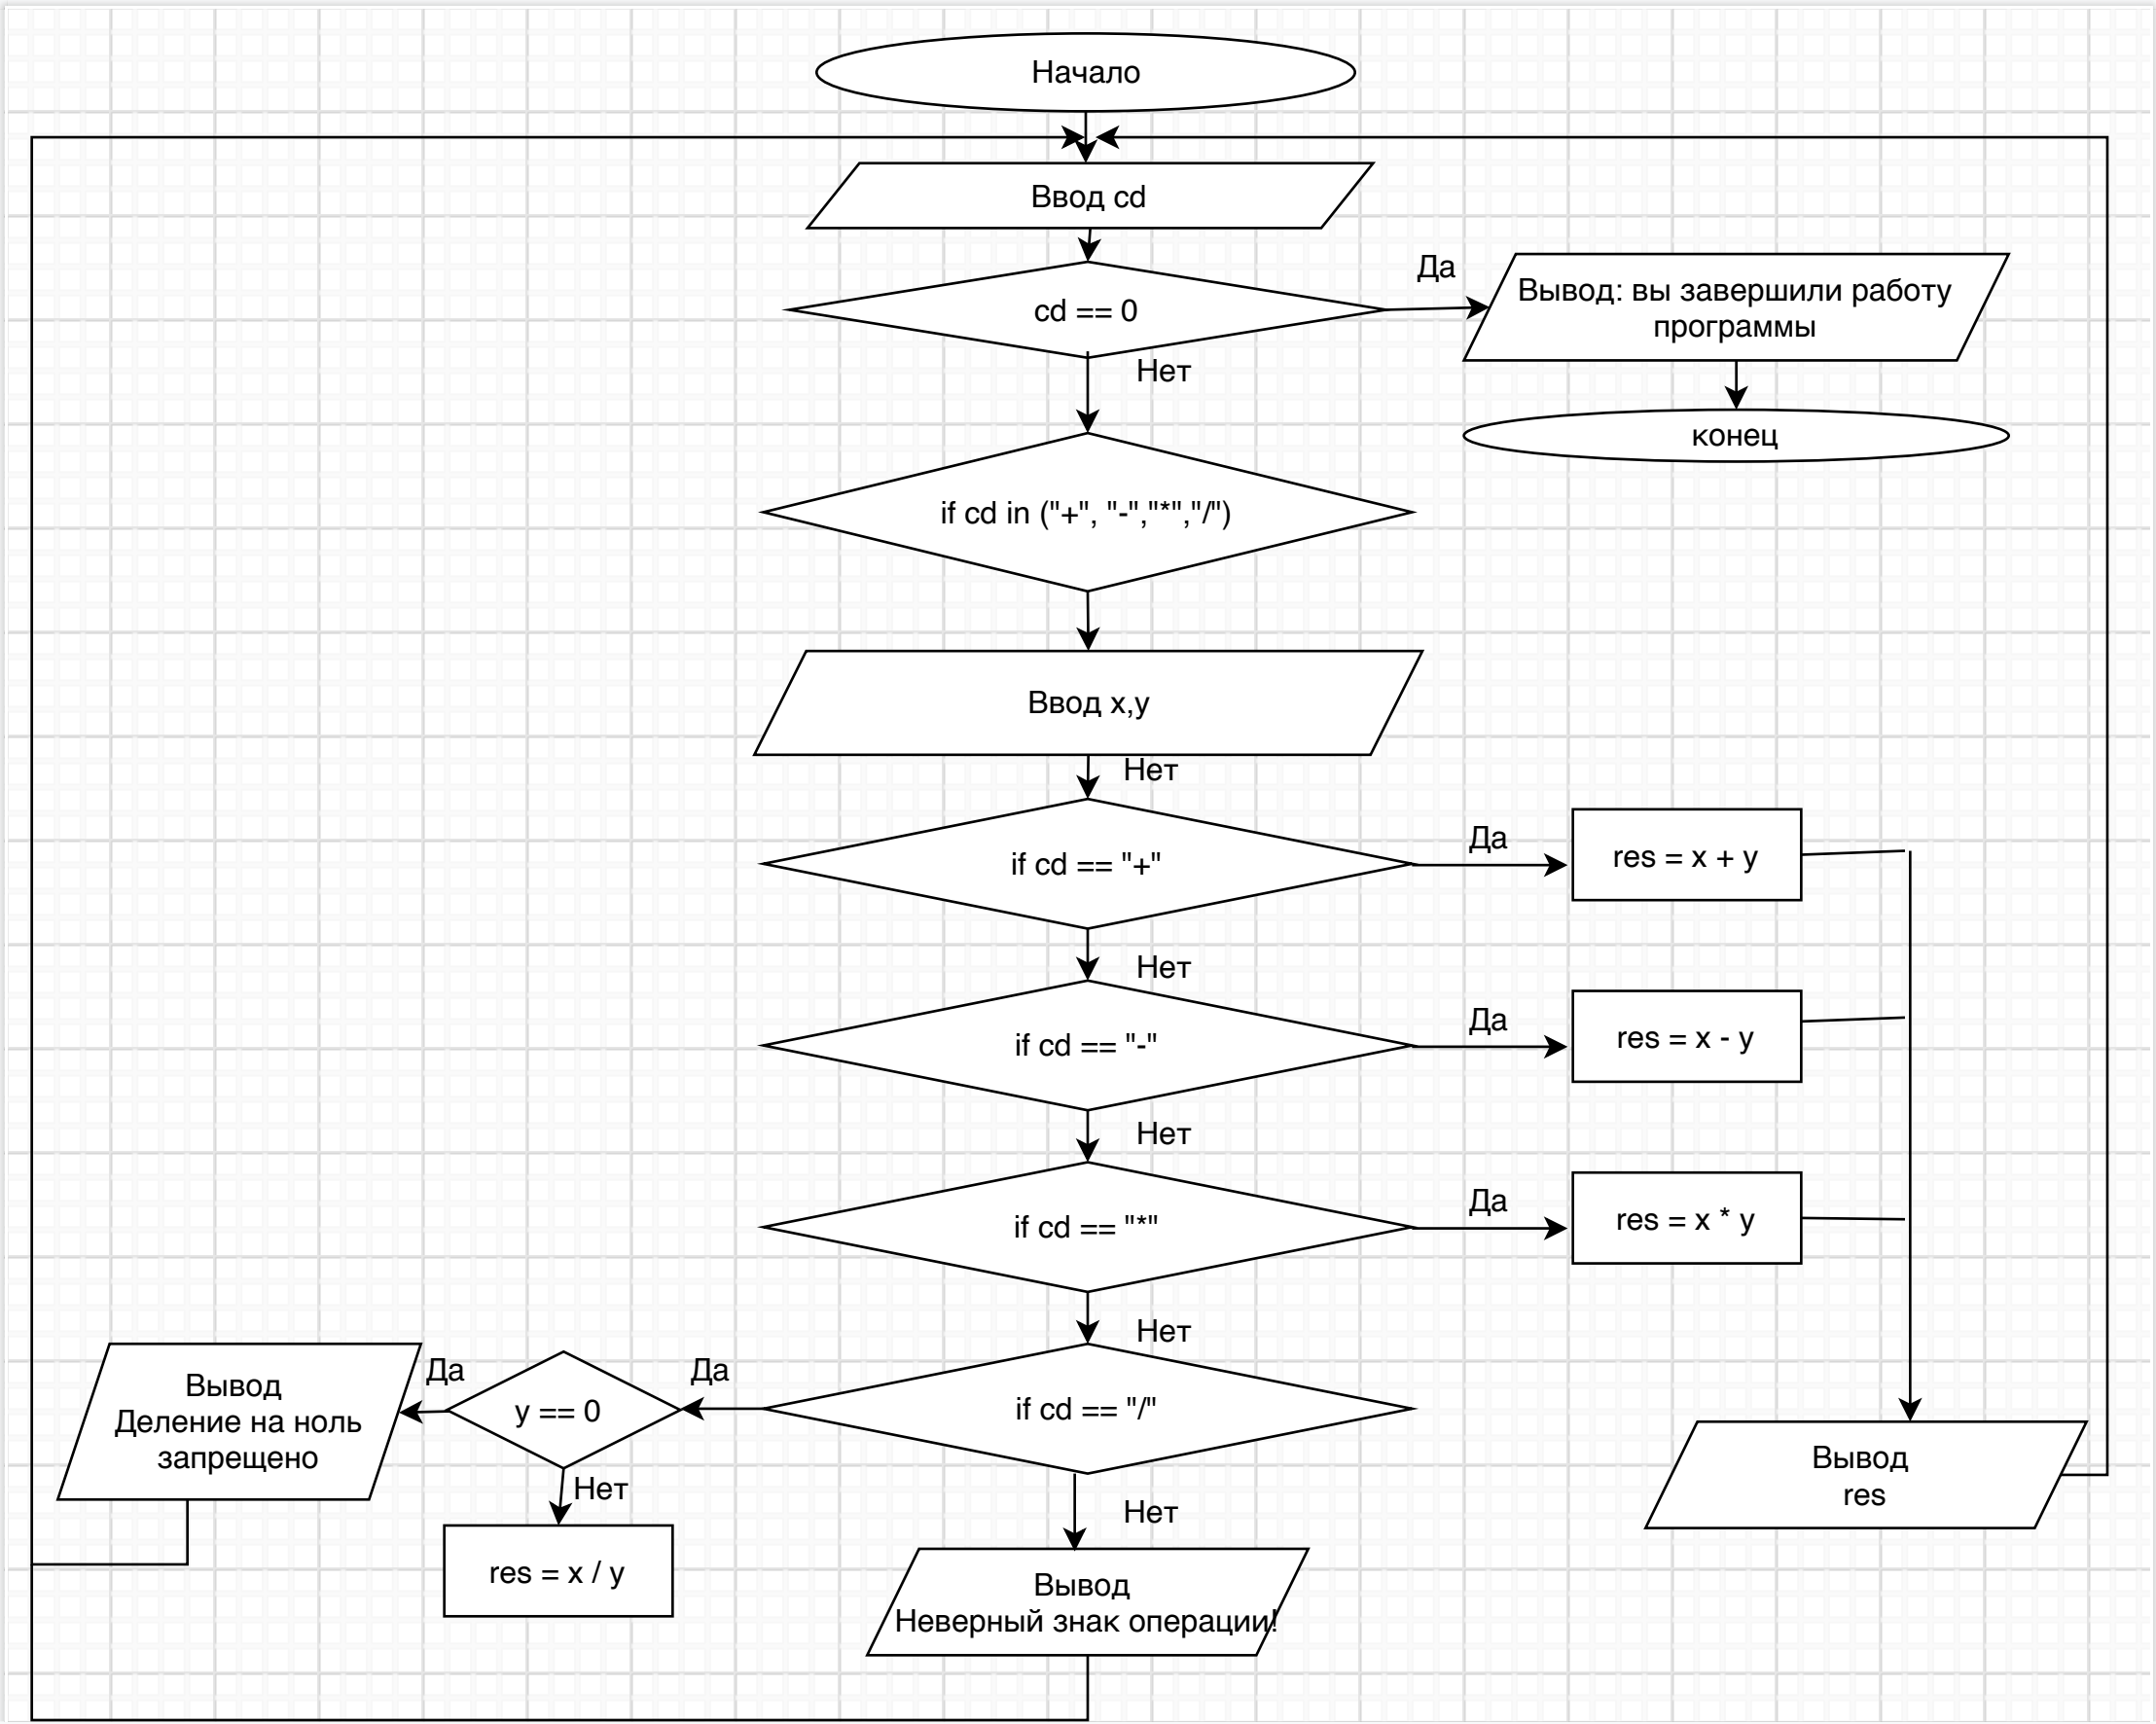 Начало
Ввод cd
cd == 0
Да
Вывод: вы завершили работу
программы
Нет
конец
if cd in ("+", "-","*","/")
Ввод x,y
Нет
if cd == "+"
Да
res = x + y
Нет
if cd == "-"
Да
res = x - y
Нет
if cd == "*"
Да
res = x * y
Нет
if cd == "/"
Да
y == 0
Да
Вывод
Деление на ноль
запрещено
Нет
res = x / y
Нет
Вывод
Неверный знак операции!
Вывод
res